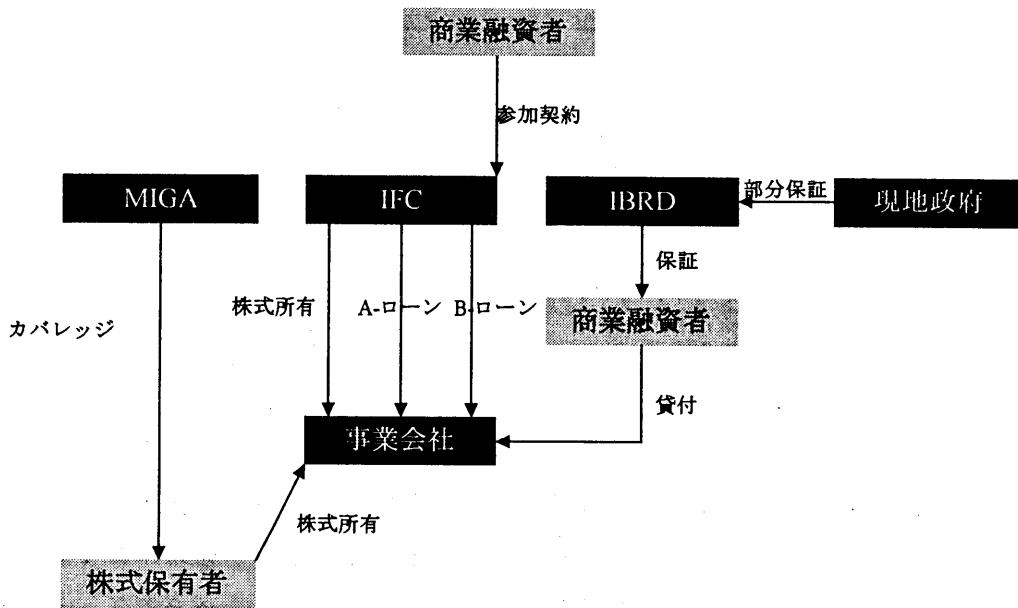 商業融資者
参加契約
MIGA
IFC
IBRD
部分保証
現地政府
保証
株式所有
A-ローン
B-ローン
商業融資者
カバレッジ
貸付
事業会社
株式所有
株式保有者